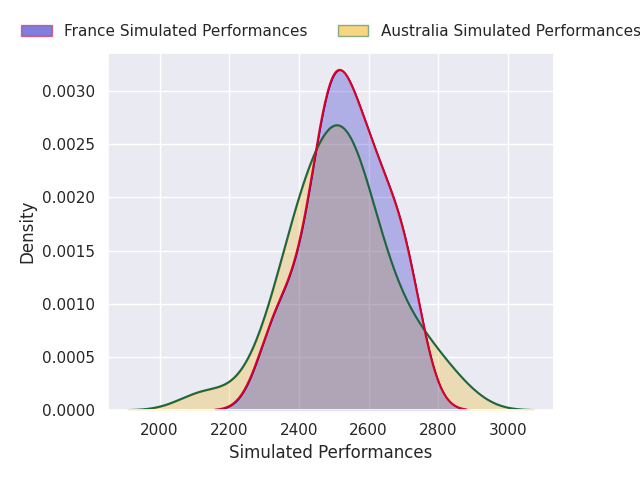 France Simulated Performances
Australia Simulated Performances
0.0030
0.0025
0.0020
0.0015
0.0010
0.0005
0.0000
Density
2000 2200 2400 2600 2800 3000
Simulated Performances